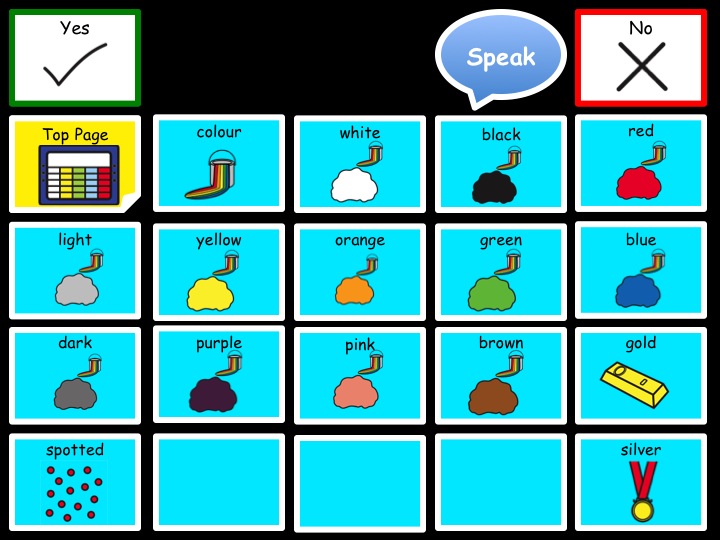 Yes
Speak
No
Top Page
colour
white
black
red
light
yellow
orange
green
blue
dark
purple
pink
brown
gold
spotted
silver